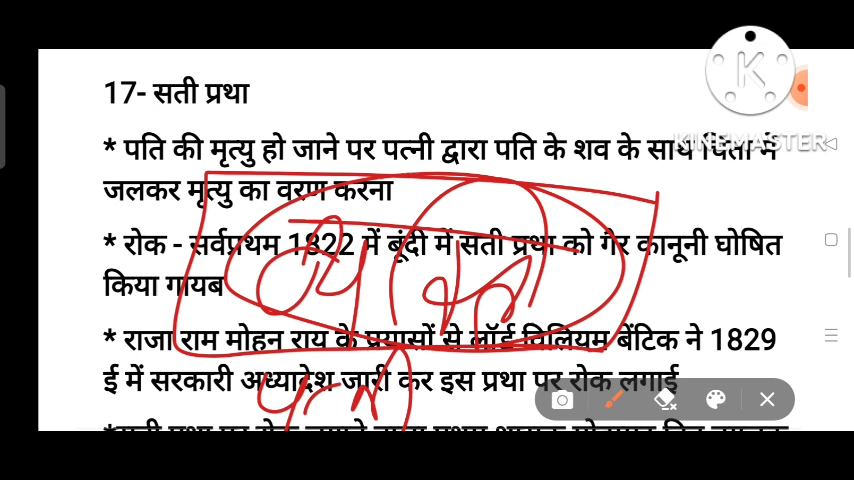 17- सती प्रथा
* पति की मृत्यु हो जाने पर पत्नी द्वारा पति के शव के साथ चिता में
जलकर मृत्यु का वरण करना
* रोक - सर्वप्रथम 1822 में बूंदी में सती प्रथा को गैर कानूनी घोषित
किया गायब
* राजा राम मोहन राय के प्रयासों से लॉर्ड विलियम बेंटिक ने 1829
ई में सरकारी अध्यादेश जारी कर इस प्रथा पर रोक लगाई
K
KINEMASTER